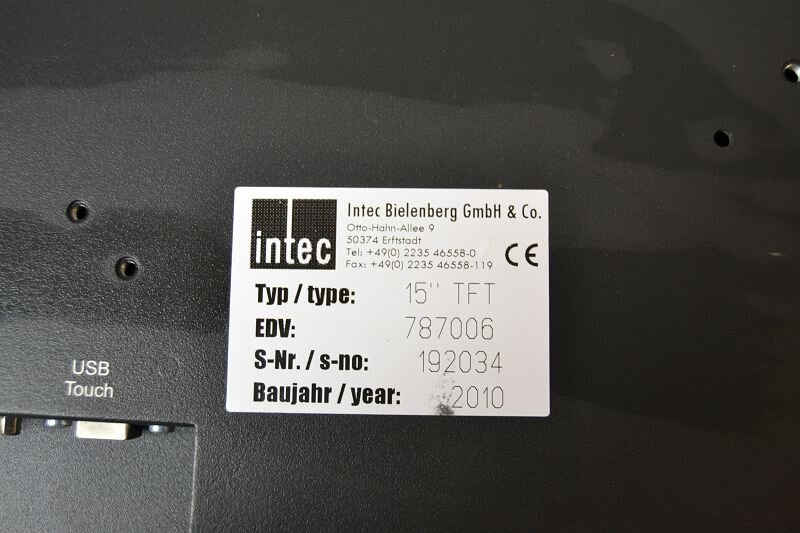 intec
Intec Bielenberg GmbH & Co.
Otto-Hahn-Allee 9
50374 Erftstadt
Tel: +49(0) 2235 46558-0
Fax: +49(0) 2235 46558-119
CE
Typ / type: 15'' TFT
EDV: 787006
S-Nr. / s-no: 192034
Baujahr / year: 2010
USB
Touch